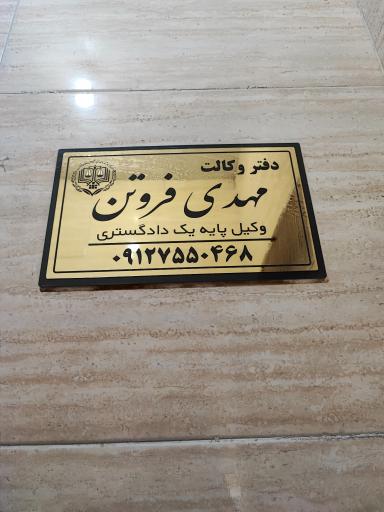 دفتر وکالت
مهدی فروتن
وکیل پایه یک دادگستری
۰۹۱۲۷۵۵۰۴۶۸